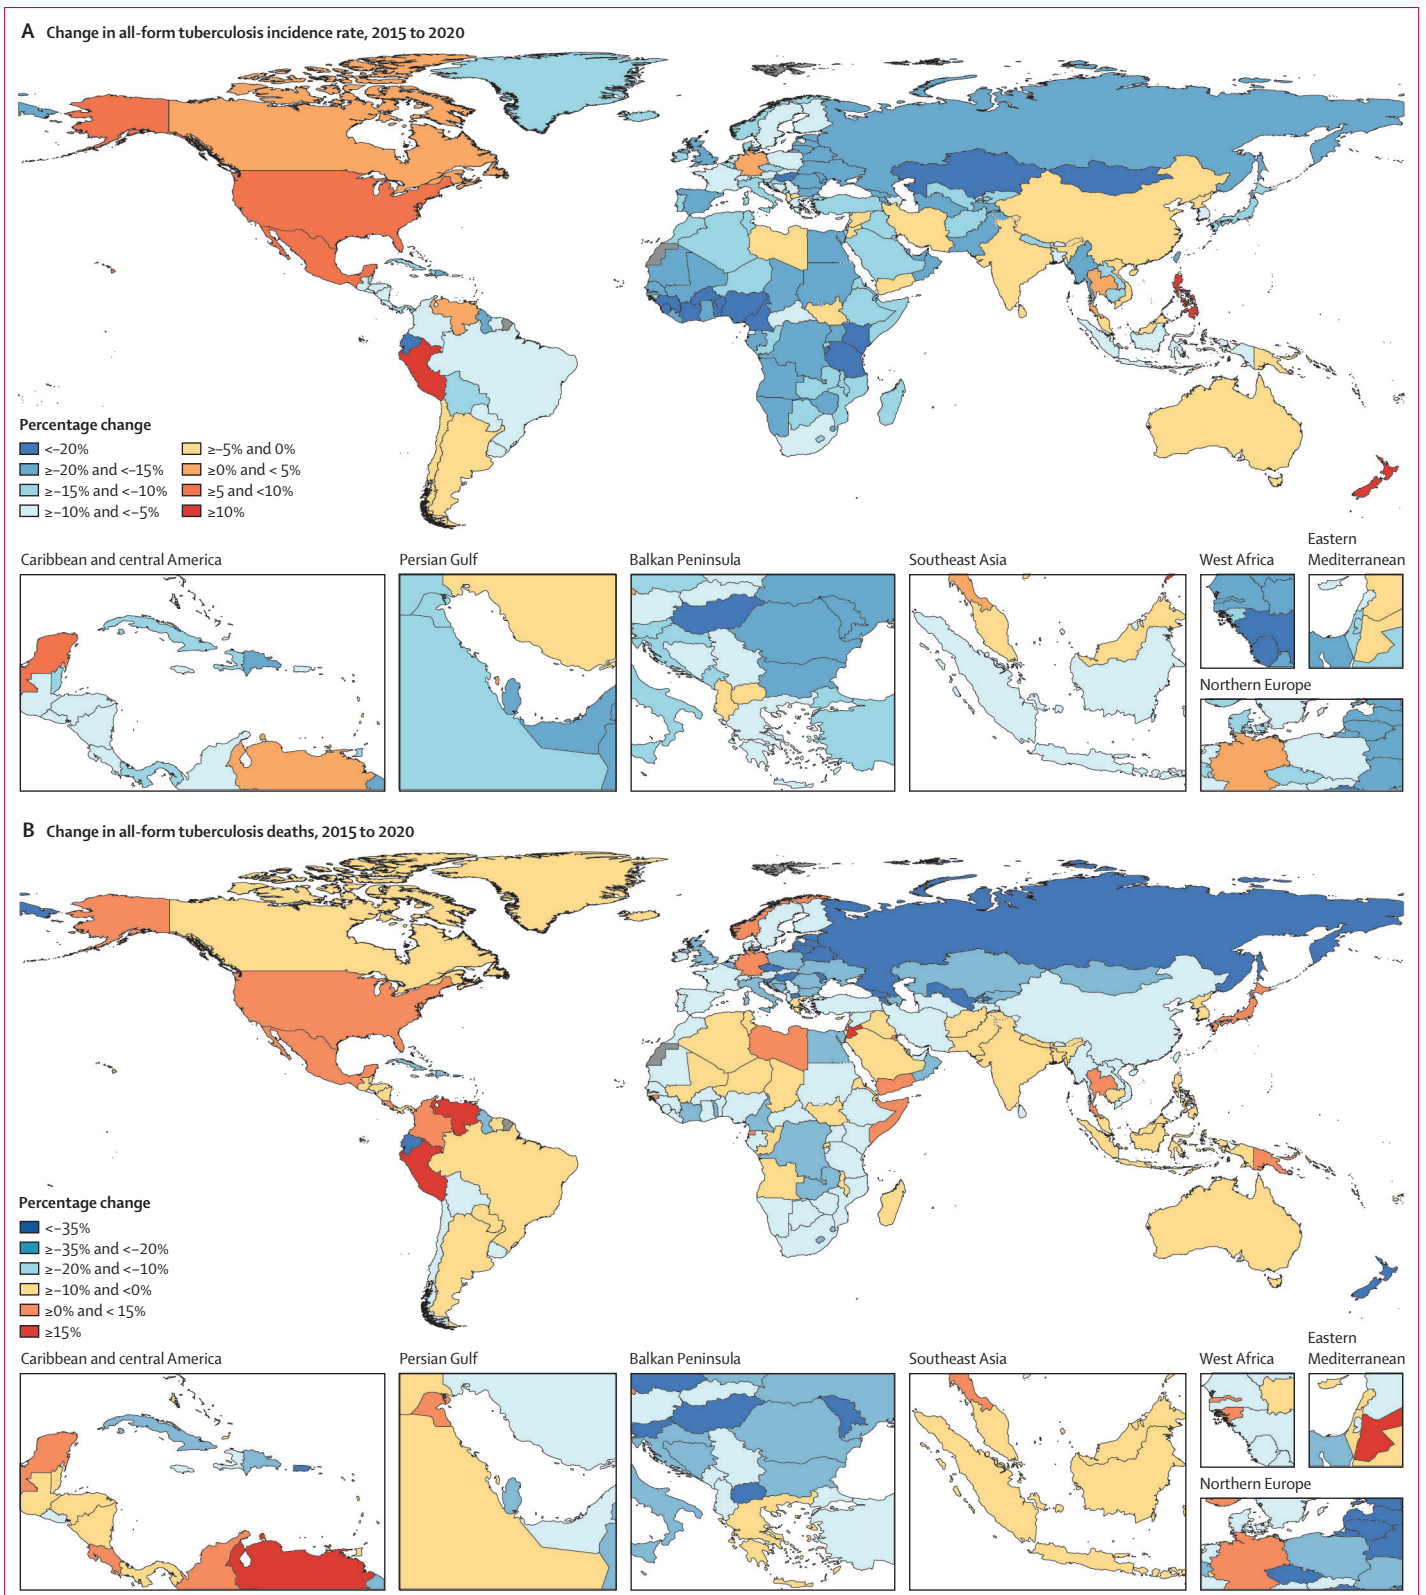 A Change in all-form tuberculosis incidence rate, 2015 to 2020
Percentage change
<–20%
≥–20% and <–15%
≥–15% and <–10%
≥–10% and <–5%
≥–5% and 0%
≥0% and < 5%
≥5 and <10%
≥10%
Caribbean and central America
Persian Gulf
Balkan Peninsula
Southeast Asia
West Africa
Eastern
Mediterranean
Northern Europe
B Change in all-form tuberculosis deaths, 2015 to 2020
Percentage change
<–35%
≥–35% and <–20%
≥–20% and <–10%
≥–10% and <0%
≥0% and < 15%
≥15%
Caribbean and central America
Persian Gulf
Balkan Peninsula
Southeast Asia
West Africa
Eastern
Mediterranean
Northern Europe